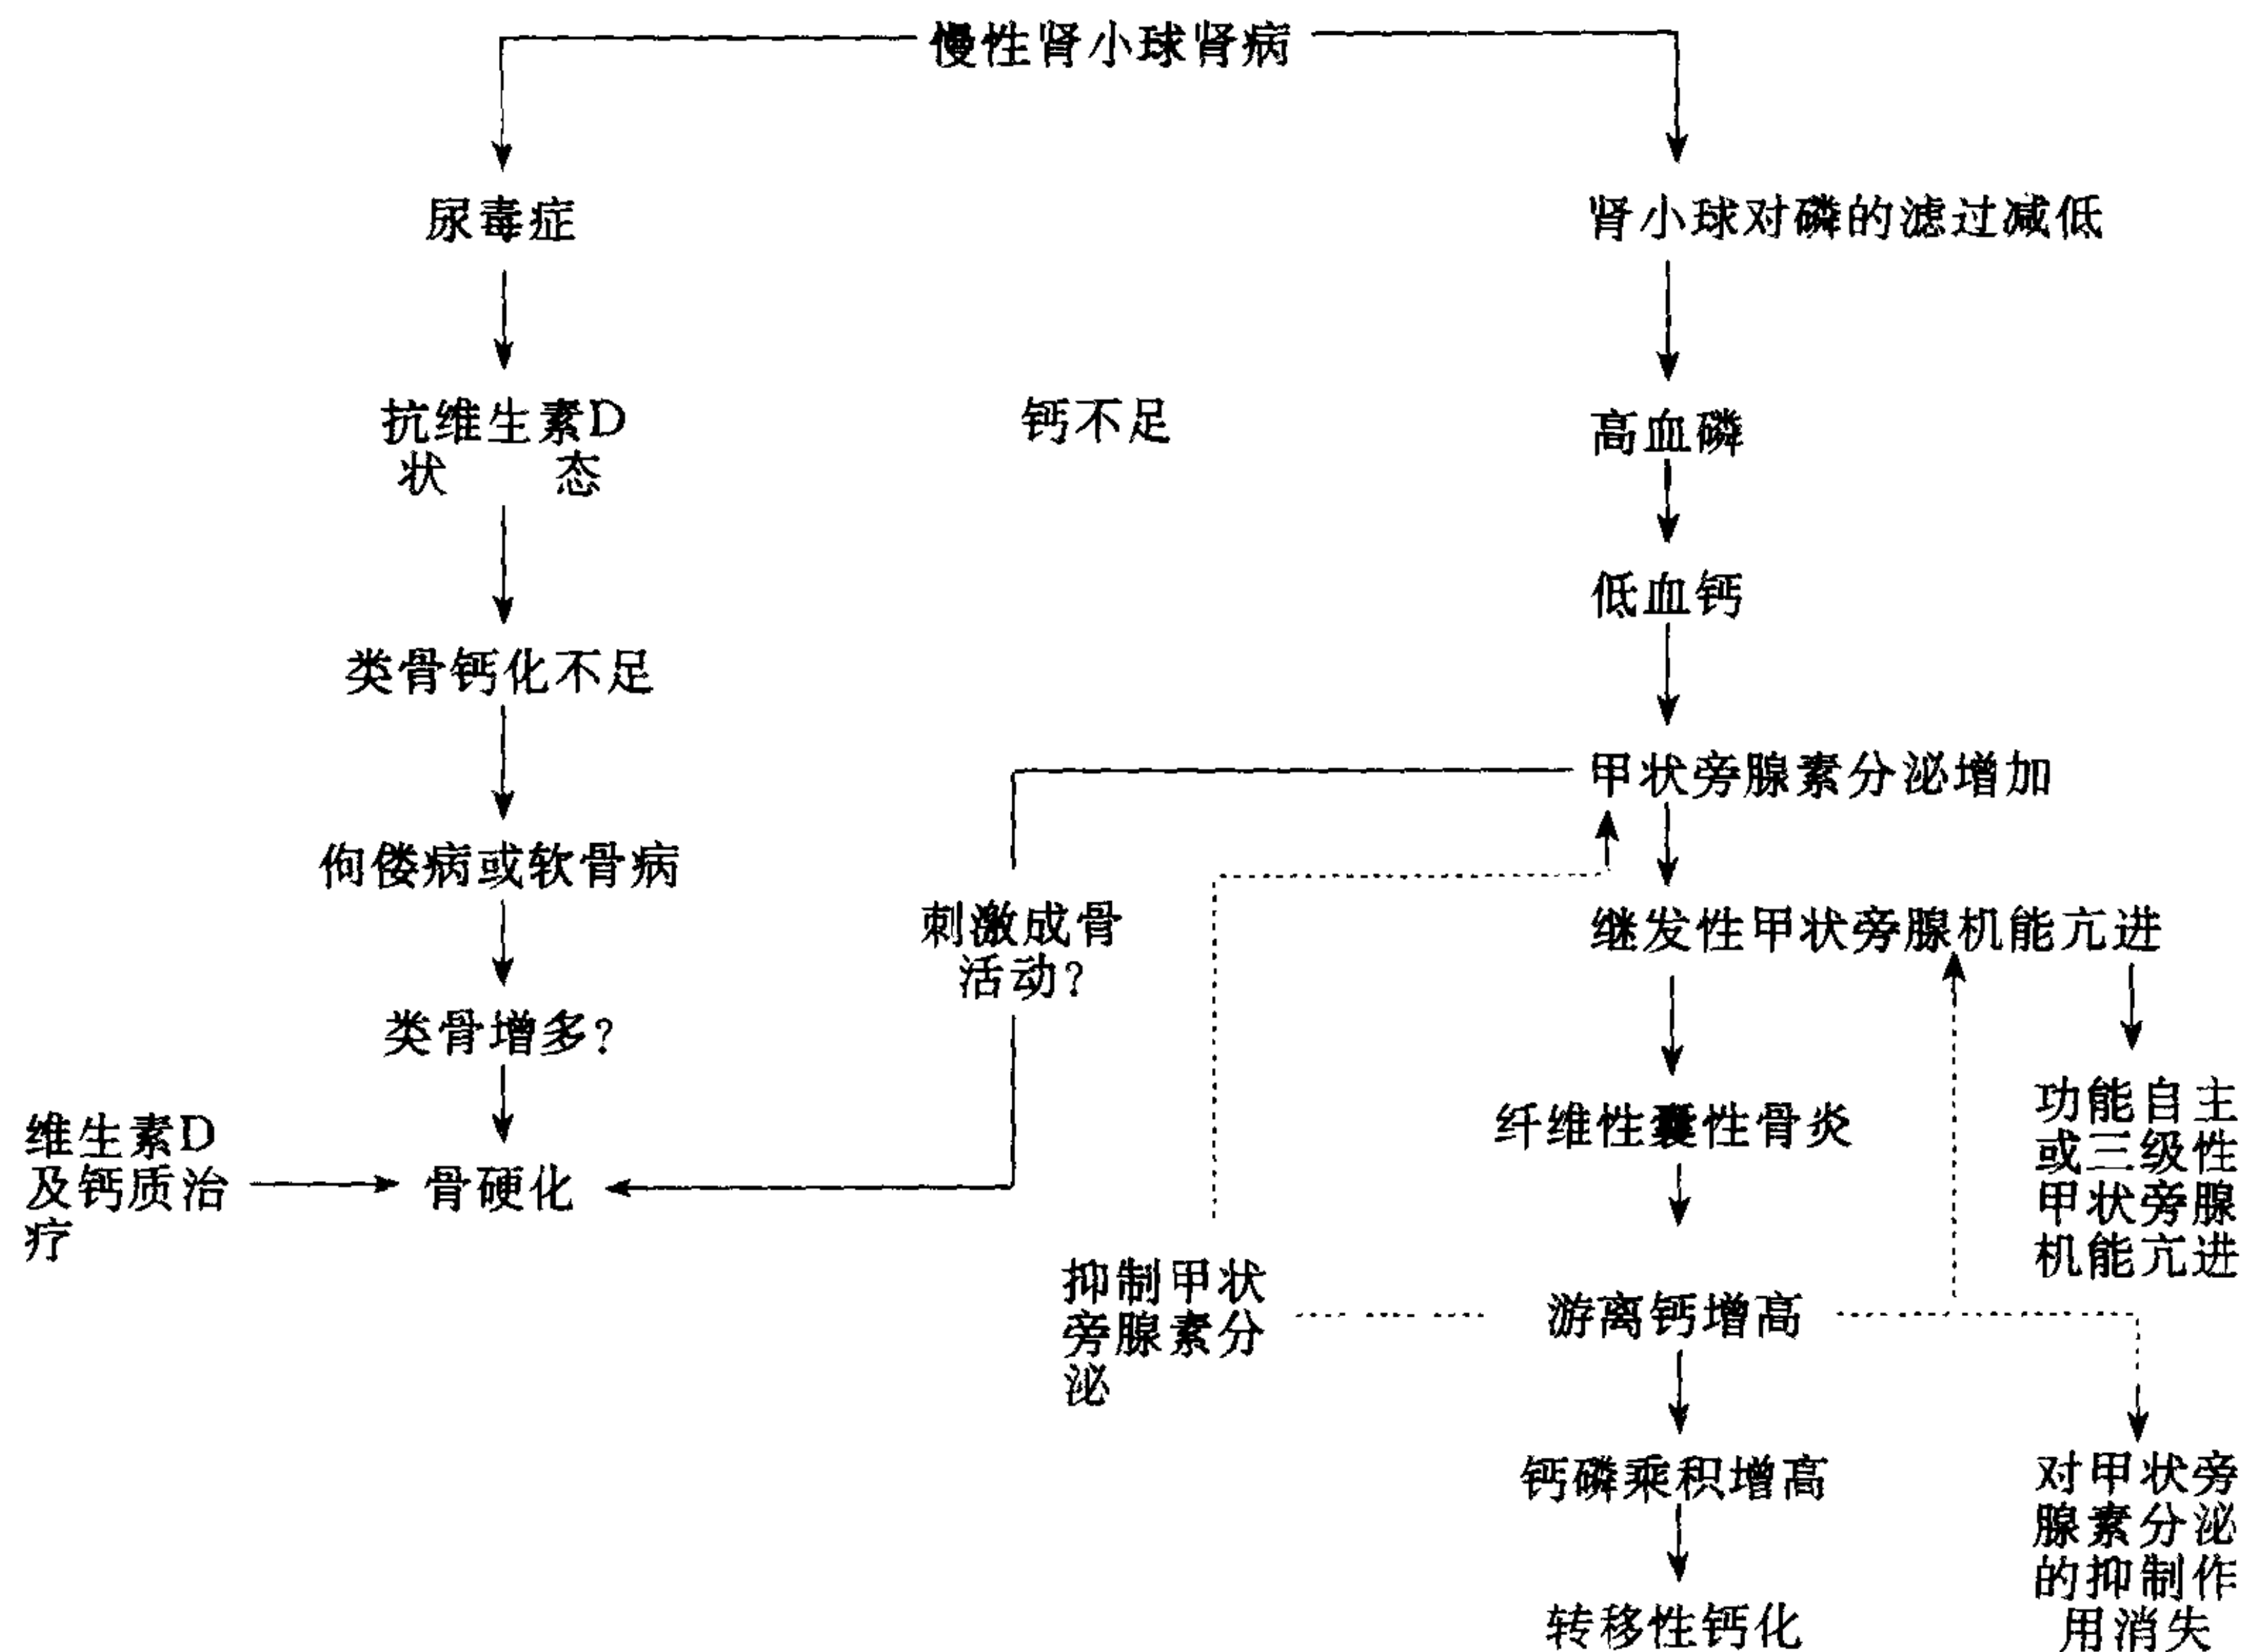 慢性肾小球肾病
尿毒症
肾小球对磷的滤过减低
抗维生素D
状 态
钙不足
高血磷
低血钙
类骨钙化不足
甲状旁腺素分泌增加
佝偻病或软骨病
刺激成骨
活动?
继发性甲状旁腺机能亢进
类骨增多?
纤维性囊性骨炎
功能自主
或三级性
甲状旁腺
机能亢进
维生素D
及钙质治
疗
骨硬化
抑制甲状
旁腺素分
泌
游离钙增高
钙磷乘积增高
对甲状旁
腺素分泌
的抑制作
用消失
转移性钙化